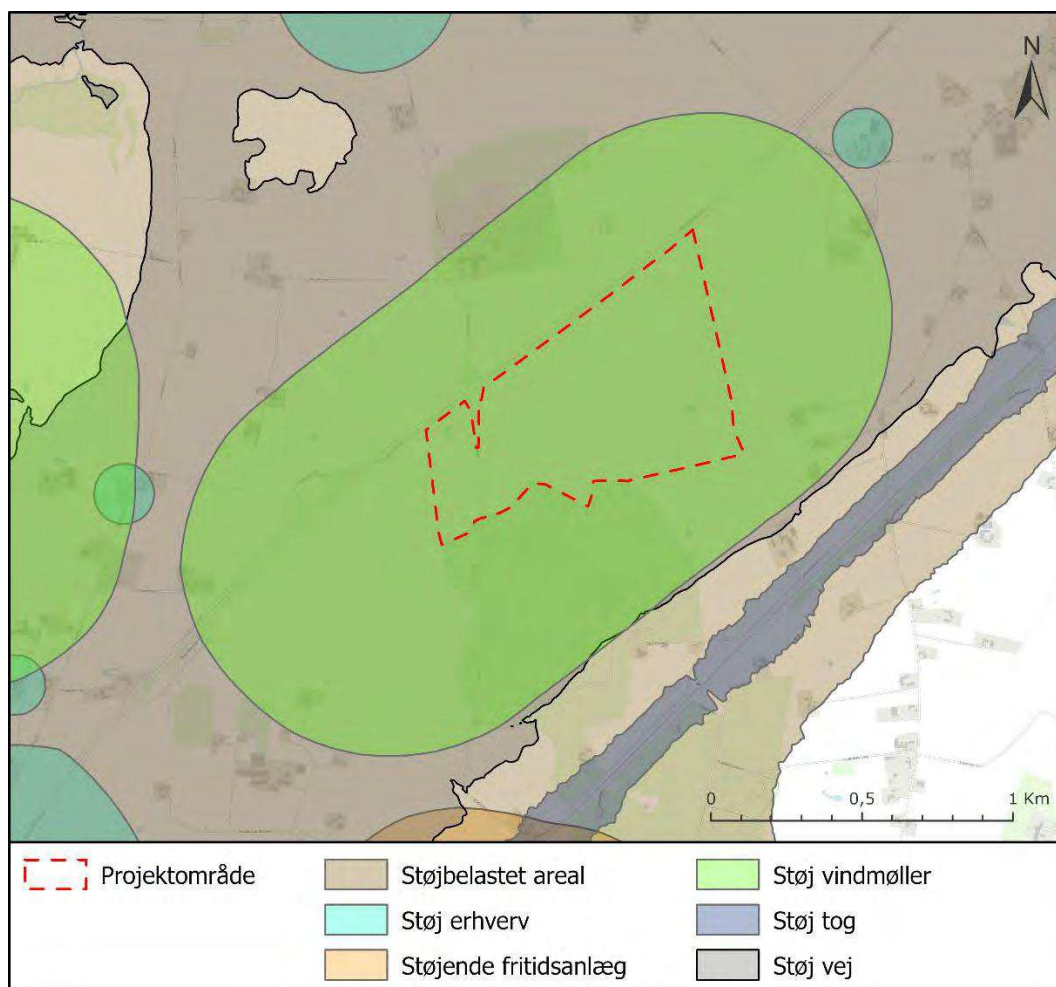 N
0 0,5 1 Km
Projektområde
Støjbelastet areal
Støj vindmøller
Støj erhverv
Støj tog
Støjende fritidsanlæg
Støj vej